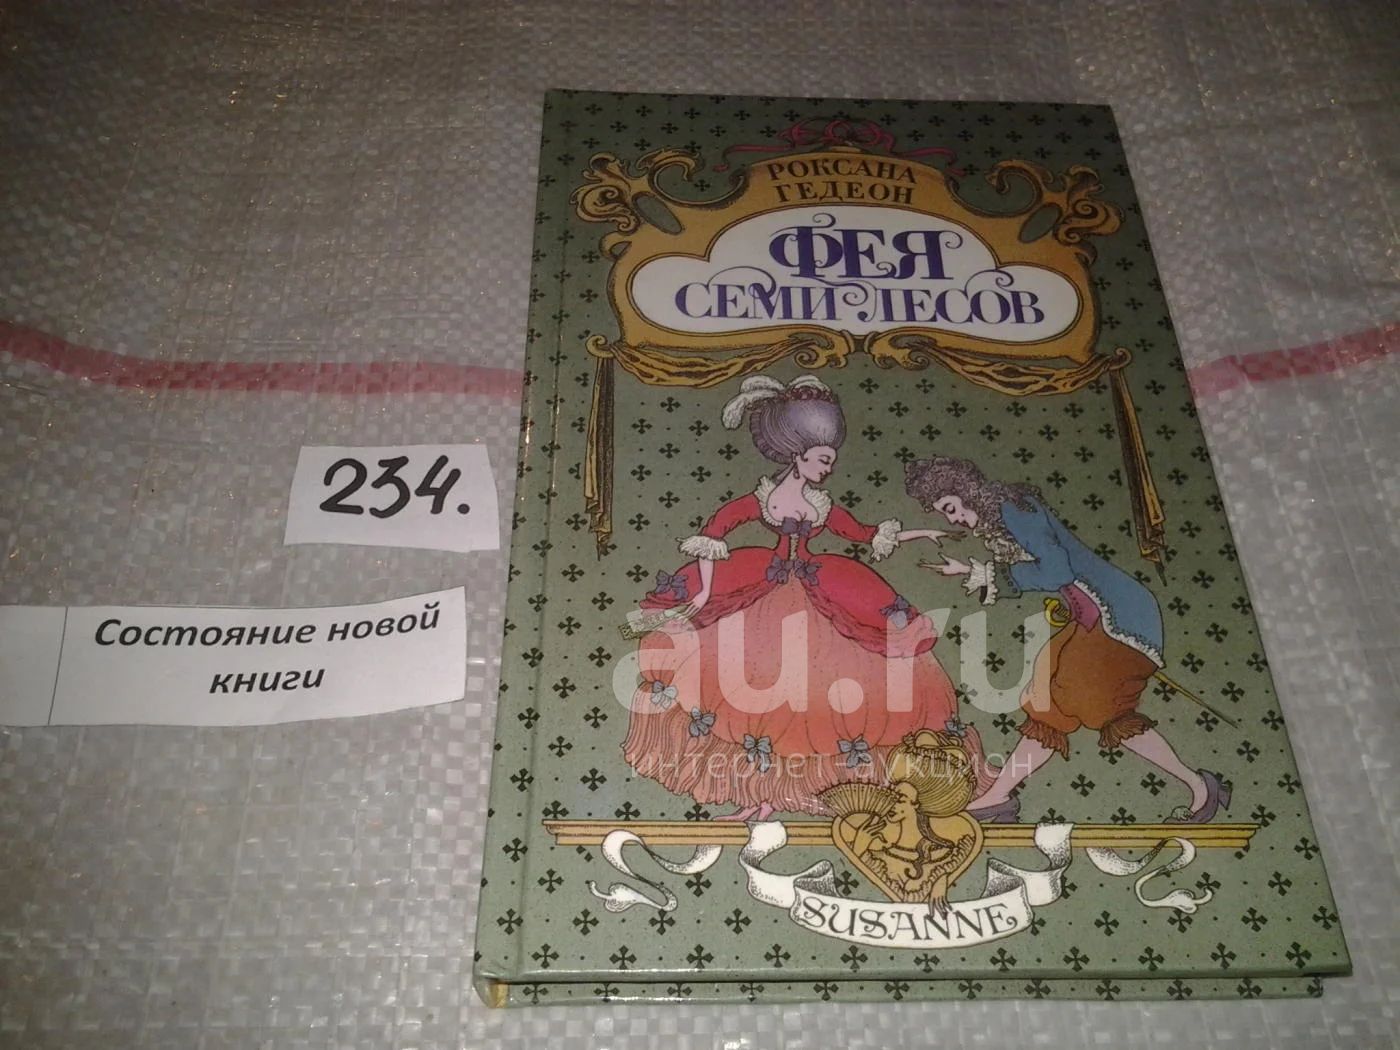 РОКСАНА
ГЕДЕОН
ФЕЯ
СЕМИ ЛЕСОВ
234.
Состояние новой
книги
au.ru
интернет-аукцион
SUSANNE